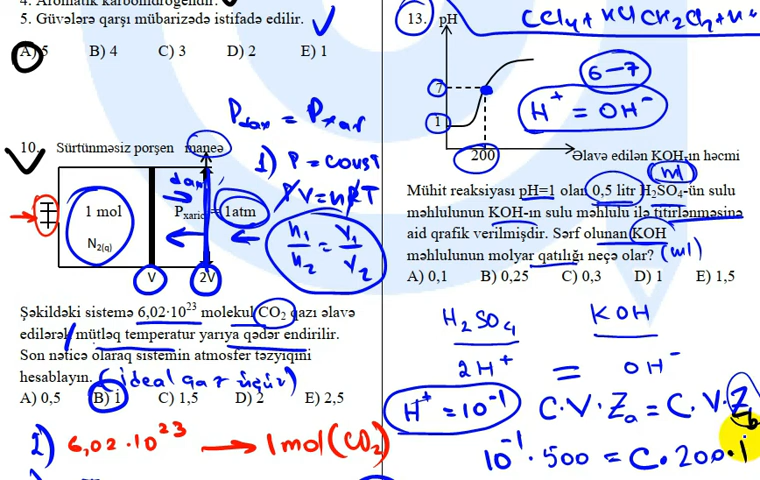 4. Aromatik karbohidrogendir.
5. Güvələrə qarşı mübarizədə istifadə edilir.
A) 5 B) 4 C) 3 D) 2 E) 1
10. Sürtünməsiz porşen maneə
dax
1 mol
N2(q)
Pxarici = 1atm
V 2V
Pdax = Pxar
1) P = const
PV = nRT
n1/n2 = V1/V2
Şəkildəki sistemə 6,02·10²³ molekul CO₂ qazı əlavə
edilərək mütləq temperatur yarıya qədər endirilir.
Son nəticə olaraq sistemin atmosfer təzyiqini
hesablayın. (ideal qaz üçün)
A) 0,5 B) 1 C) 1,5 D) 2 E) 2,5
2) 6,02·10²³ → 1mol (CO₂)
13. pH
7
1
200
6-7
H⁺ = OH⁻
Əlavə edilən KOH-ın həcmi
ml
Mühit reaksiyası pH=1 olan 0,5 litr H₂SO₄-ün sulu
məhlulunun KOH-ın sulu məhlulu ilə titirlənməsinə
aid qrafik verilmişdir. Sərf olunan KOH
məhlulunun molyar qatılığı neçə olar? (ml)
A) 0,1 B) 0,25 C) 0,3 D) 1 E) 1,5
H₂SO₄ KOH
2H⁺ = OH⁻
H⁺ = 10⁻¹ C·V·Za = C·V·Zb
10⁻¹·500 = C·200·1